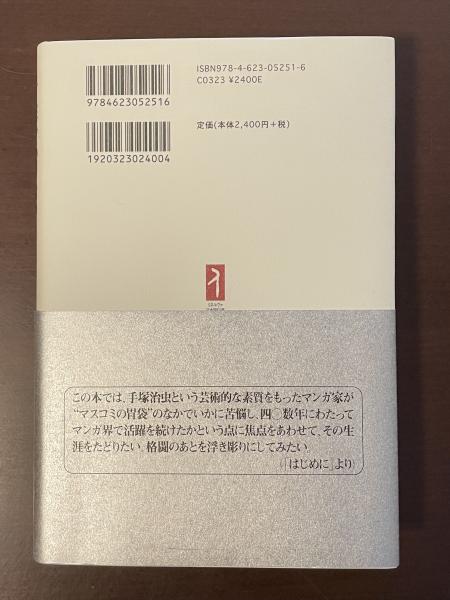 ISBN978-4-623-05251-6
C0323 ¥2400E
9784623052516
定価(本体2,400円+税)
1920323024004
ミネルヴァ
この本では、手塚治虫という芸術的な素質をもったマンガ家が
“マスコミの胃袋”のなかでいかに苦悩し、四〇数年にわたって
マンガ界で活躍を続けたかという点に焦点をあわせて、その生
涯をたどりたい。格闘のあとを浮き彫りにしてみたい。
(「はじめに」より)